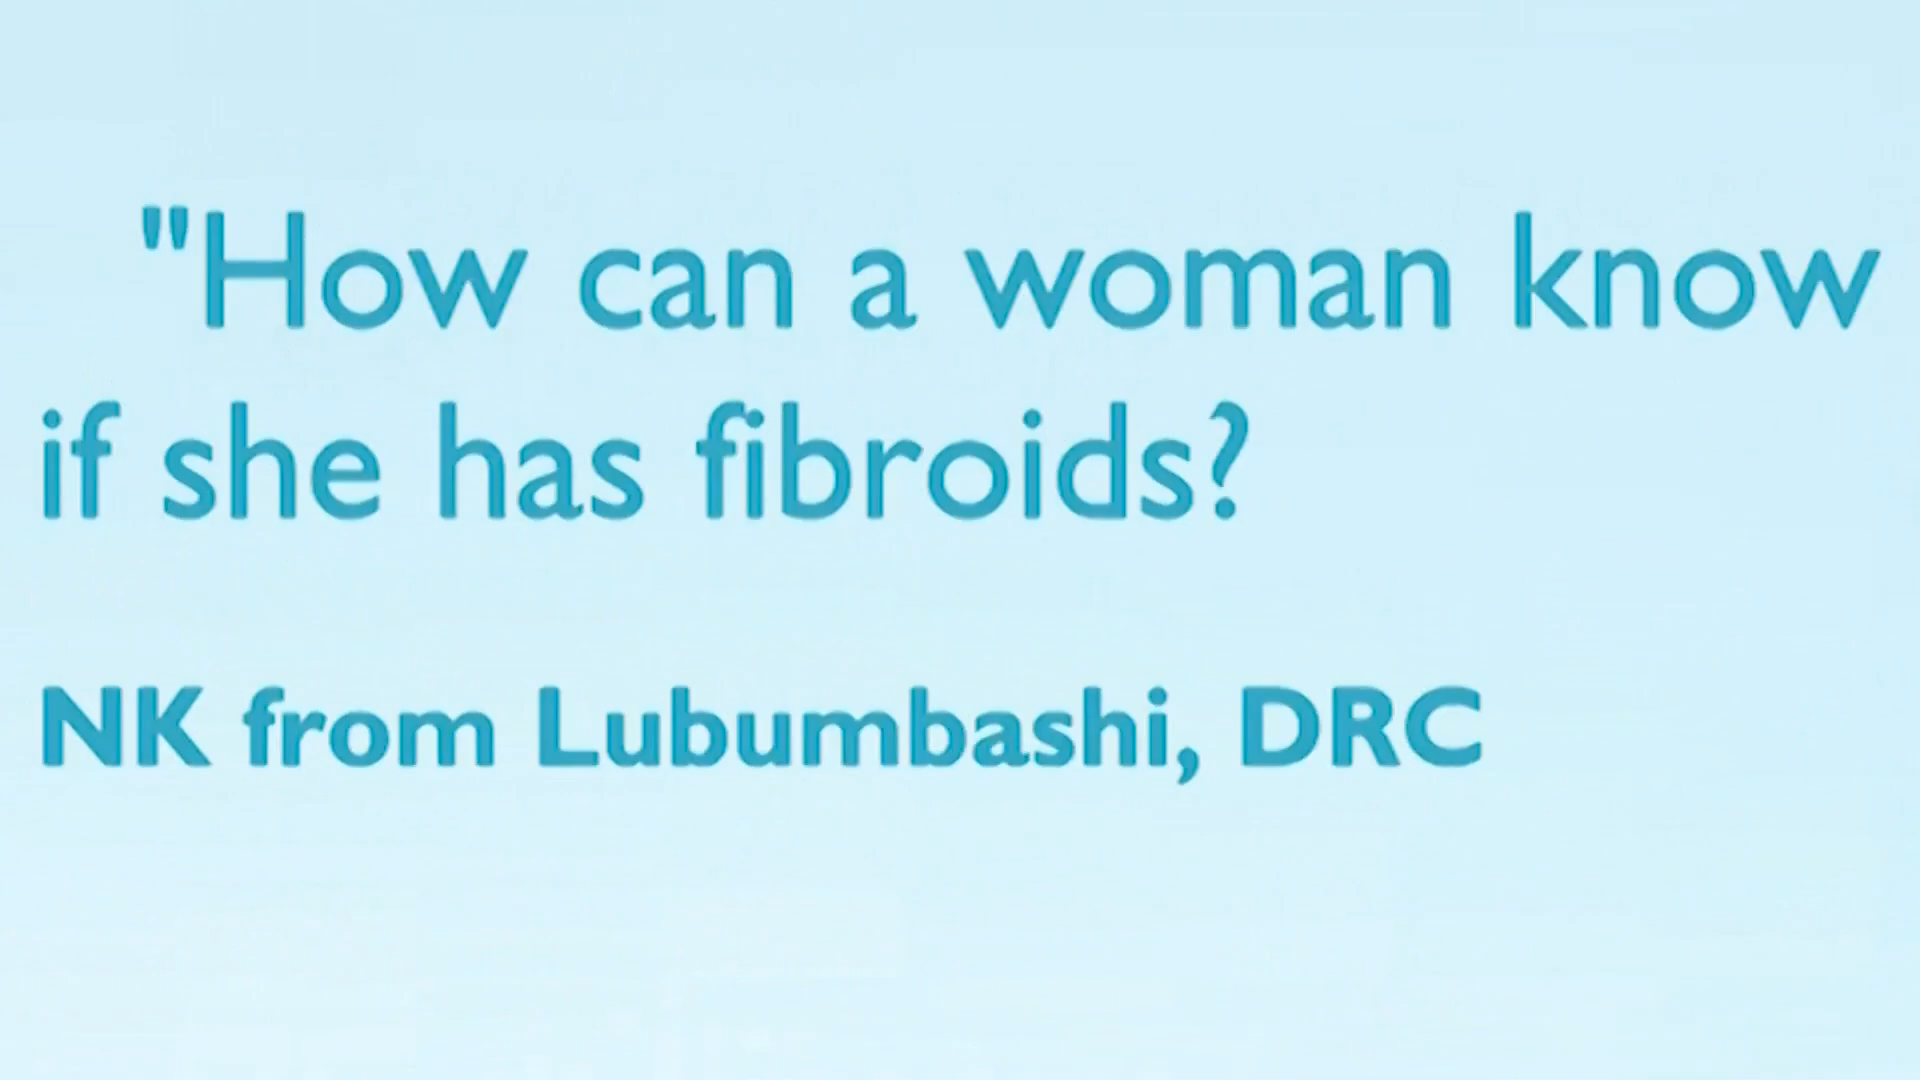 "How can a woman know
if she has fibroids?
NK from Lubumbashi, DRC